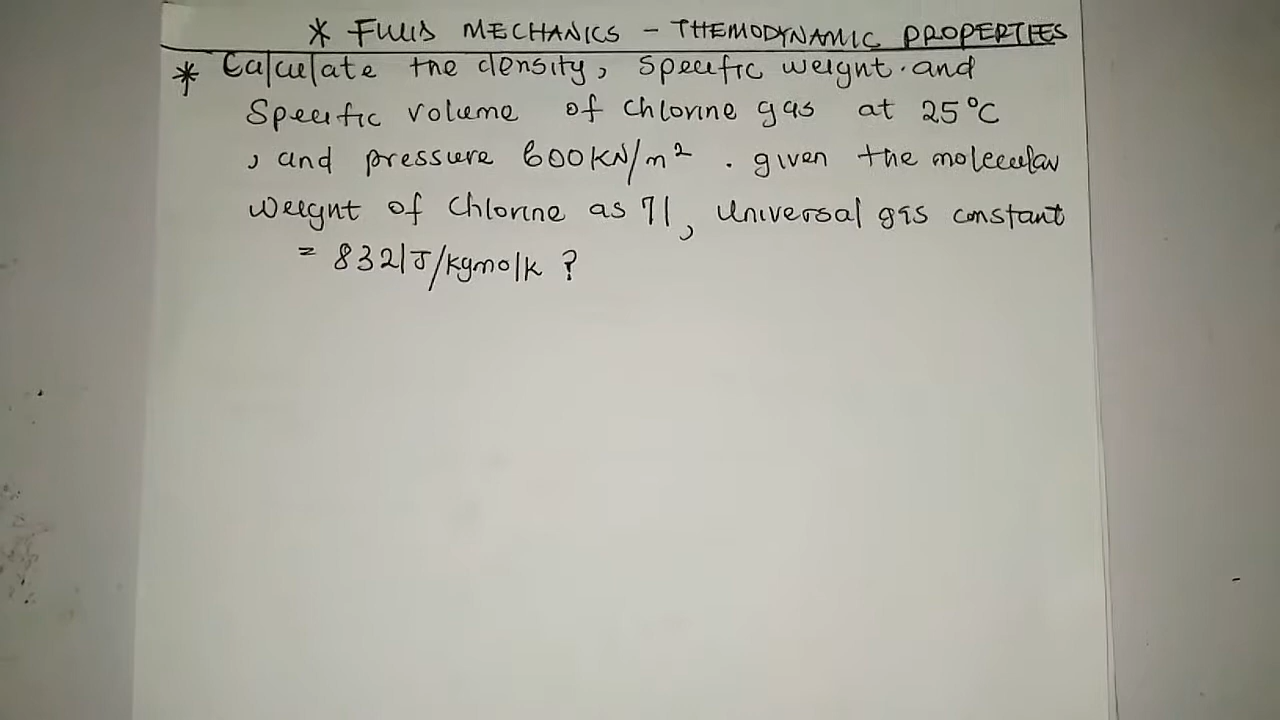 * FLUID MECHANICS - THEMODYNAMIC PROPERTIES
* Calculate the density, specific weight. and
specific volume of chlorine gas at 25°C
, and pressure 600KN/m² . given the molecular
weight of chlorine as 71, universal gas constant
= 8321J/kgmolk ?